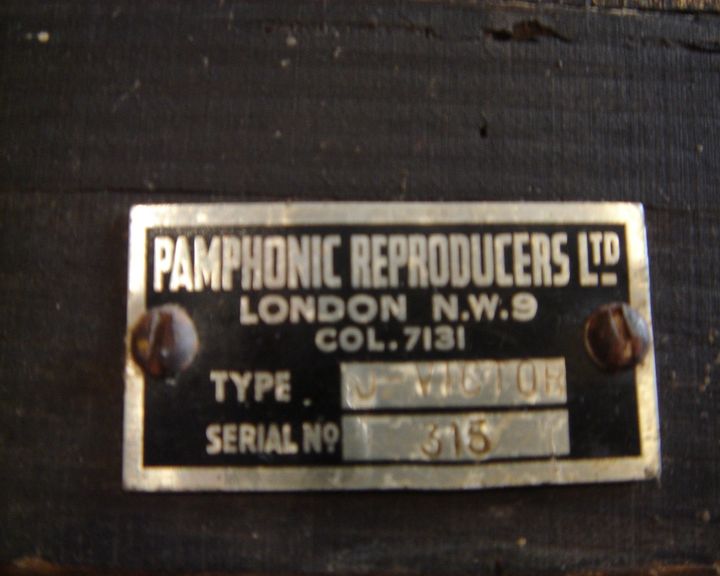 PAMPHONIC REPRODUCERS LTD
LONDON N.W.9
COL.7131
TYPE. J-VICTOR
SERIAL No 315